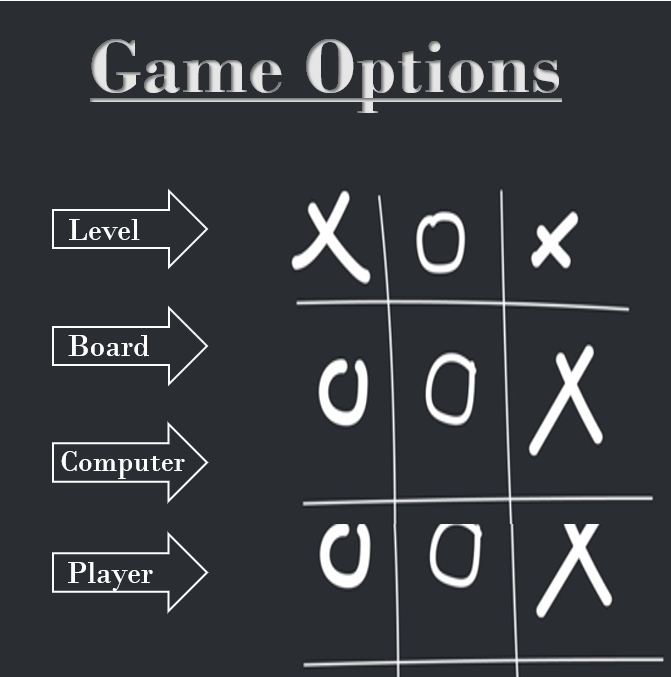 Game Options
Level
X O X
Board
O O X
Computer
Player
O O X